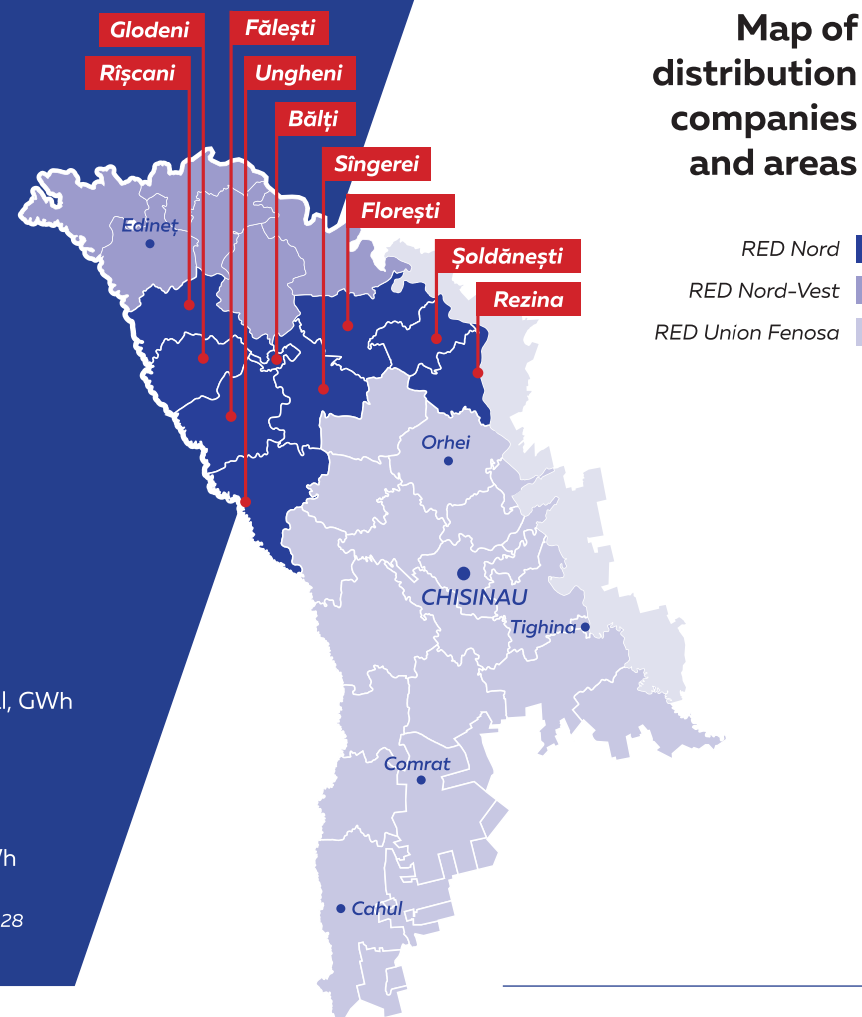 Map of
distribution
companies
and areas
Glodeni
Fălești
Rîșcani
Ungheni
Bălți
Sîngerei
Florești
Șoldănești
Rezina
RED Nord
RED Nord-Vest
RED Union Fenosa
Edineț
Orhei
CHISINAU
Tighina
Comrat
Cahul
l, GWh
28